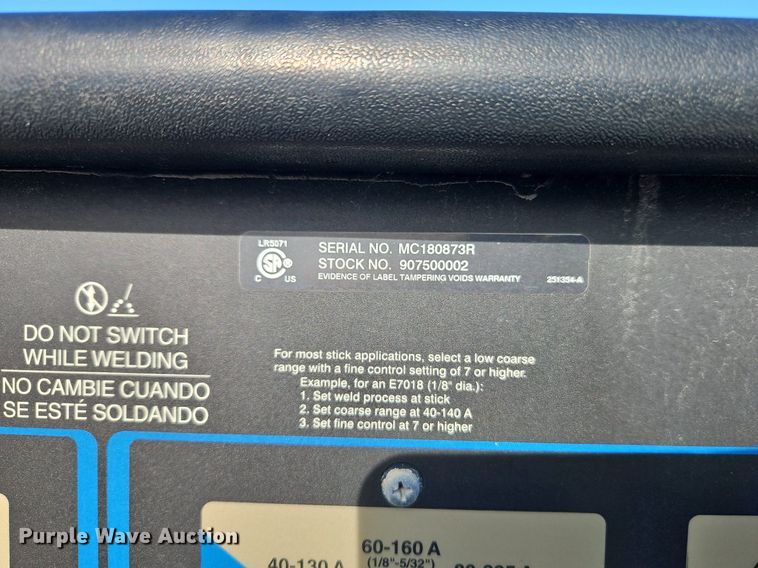 LR5071
SERIAL NO. MC180873R
STOCK NO. 907500002
EVIDENCE OF LABEL TAMPERING VOIDS WARRANTY
251354-A
C US
DO NOT SWITCH
WHILE WELDING
NO CAMBIE CUANDO
SE ESTÉ SOLDANDO
For most stick applications, select a low coarse
range with a fine control setting of 7 or higher.
Example, for an E7018 (1/8" dia.):
1. Set weld process at stick
2. Set coarse range at 40-140 A
3. Set fine control at 7 or higher
60-160 A
(1/8"-5/32")
40-130 A
Purple Wave Auction